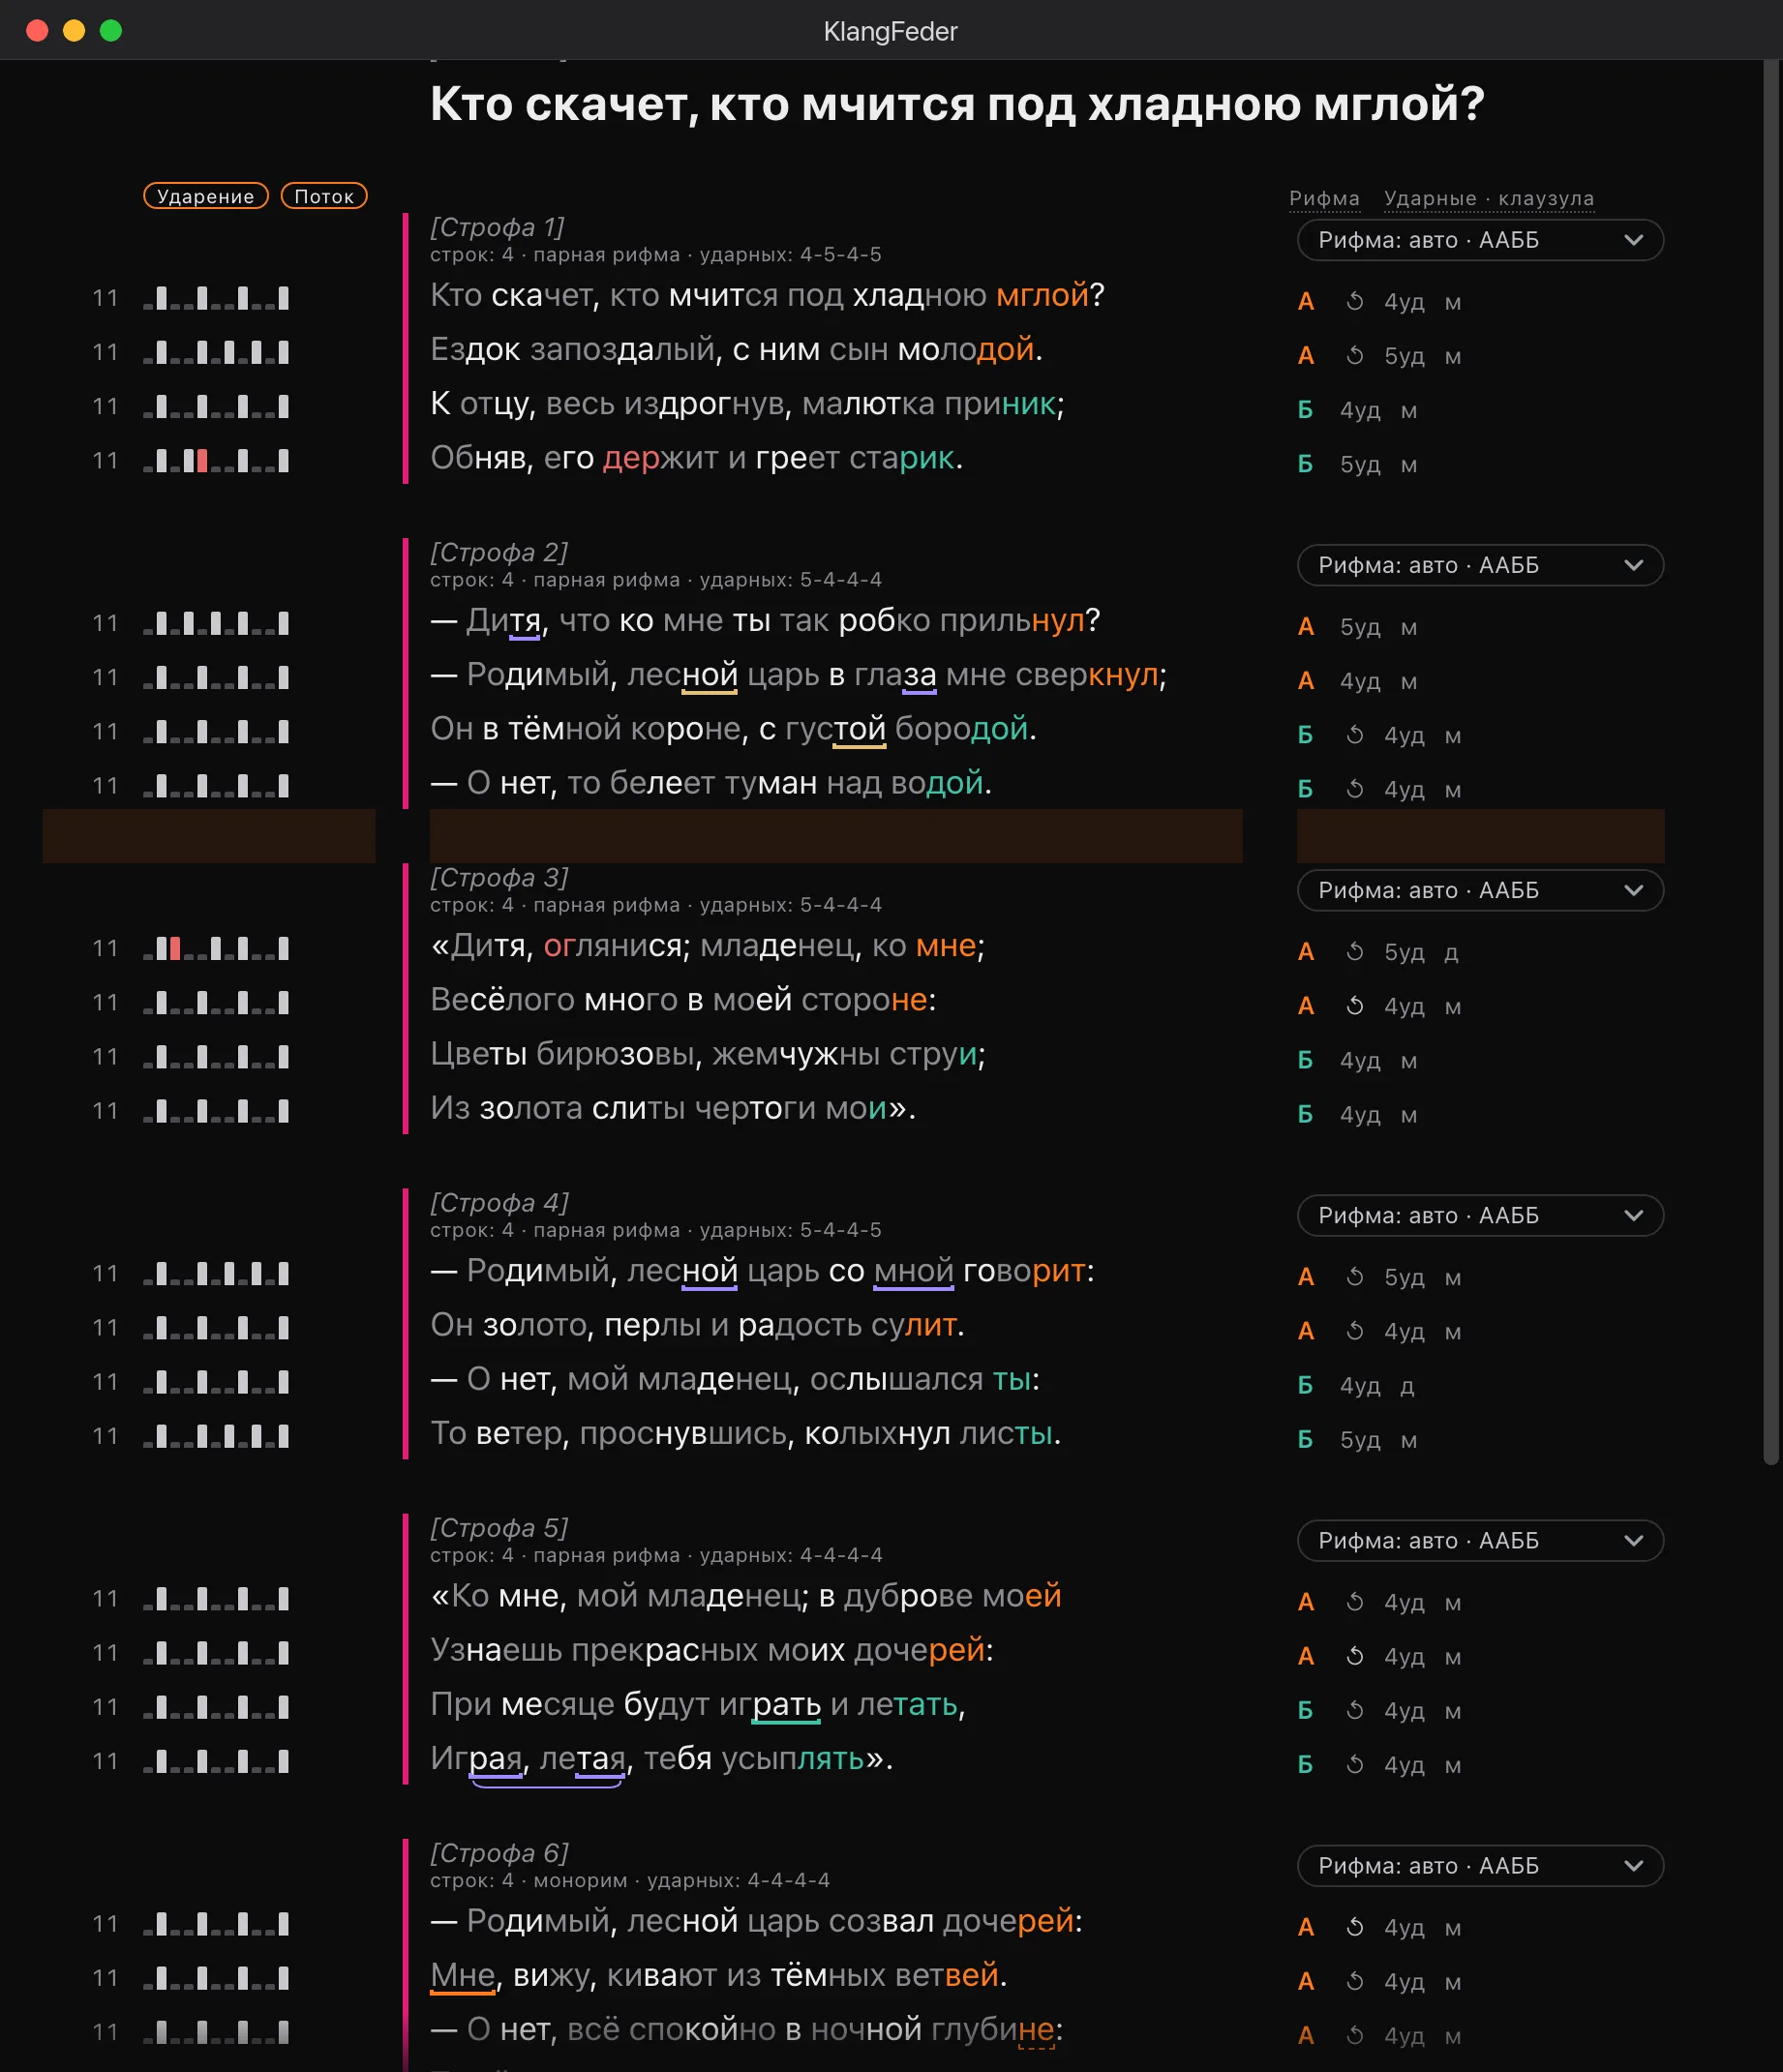 KlangFeder
Кто скачет, кто мчится под хладною мглой?
Ударение Поток
Рифма Ударные · клаузула
[Строфа 1]
Рифма: авто · ААББ
строк: 4 · парная рифма · ударных: 4-5-4-5
11 Кто скачет, кто мчится под хладною мглой? А 4уд м
11 Ездок запоздалый, с ним сын молодой. А 5уд м
11 К отцу, весь издрогнув, малютка приник; Б 4уд м
11 Обняв, его держит и греет старик. Б 5уд м
[Строфа 2]
Рифма: авто · ААББ
строк: 4 · парная рифма · ударных: 5-4-4-4
11 — Дитя, что ко мне ты так робко прильнул? А 5уд м
11 — Родимый, лесной царь в глаза мне сверкнул; А 4уд м
11 Он в тёмной короне, с густой бородой. Б 4уд м
11 — О нет, то белеет туман над водой. Б 4уд м
[Строфа 3]
Рифма: авто · ААББ
строк: 4 · парная рифма · ударных: 5-4-4-4
11 «Дитя, оглянися; младенец, ко мне; А 5уд д
11 Весёлого много в моей стороне: А 4уд м
11 Цветы бирюзовы, жемчужны струи; Б 4уд м
11 Из золота слиты чертоги мои». Б 4уд м
[Строфа 4]
Рифма: авто · ААББ
строк: 4 · парная рифма · ударных: 5-4-4-5
11 — Родимый, лесной царь со мной говорит: А 5уд м
11 Он золото, перлы и радость сулит. А 4уд м
11 — О нет, мой младенец, ослышался ты: Б 4уд д
11 То ветер, проснувшись, колыхнул листы. Б 5уд м
[Строфа 5]
Рифма: авто · ААББ
строк: 4 · парная рифма · ударных: 4-4-4-4
11 «Ко мне, мой младенец; в дуброве моей А 4уд м
11 Узнаешь прекрасных моих дочерей: А 4уд м
11 При месяце будут играть и летать, Б 4уд м
11 Играя, летая, тебя усыплять». Б 4уд м
[Строфа 6]
Рифма: авто · ААББ
строк: 4 · монорим · ударных: 4-4-4-4
11 — Родимый, лесной царь созвал дочерей: А 4уд м
11 Мне, вижу, кивают из тёмных ветвей. А 4уд м
11 — О нет, всё спокойно в ночной глубине: А 4уд м